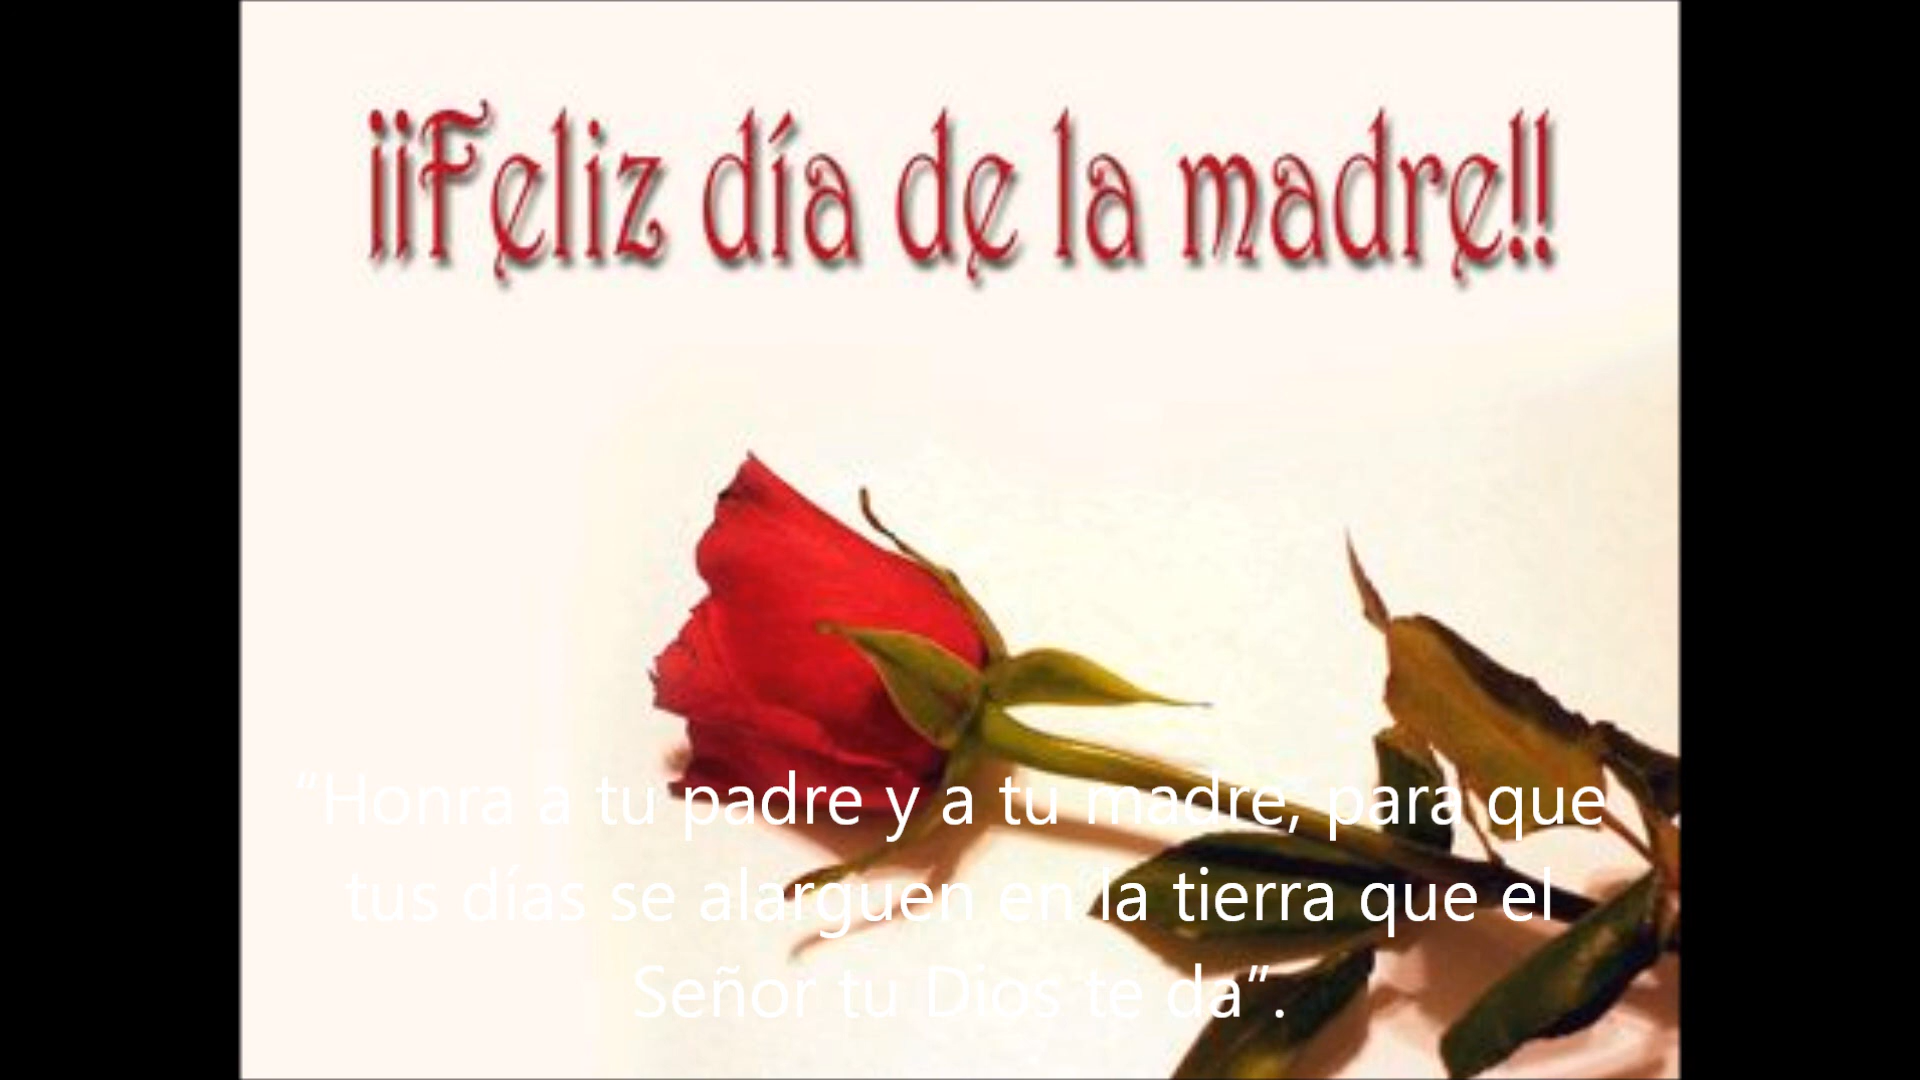 ¡¡Feliz día de la madre!!
“Honra a tu padre y a tu madre, para que
tus días se alarguen en la tierra que el
Señor tu Dios te da”.